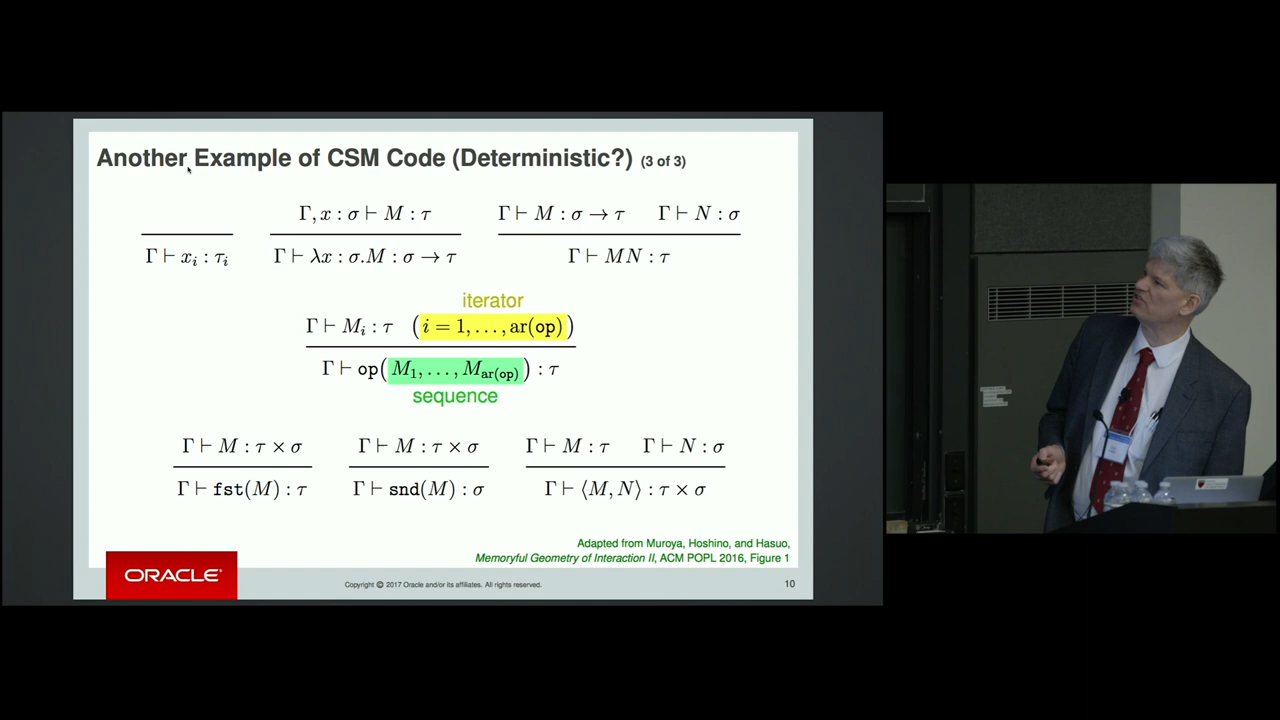 Another Example of CSM Code (Deterministic?) (3 of 3)
Γ, x : σ ⊢ M : τ
Γ ⊢ M : σ → τ Γ ⊢ N : σ
Γ ⊢ xᵢ : τᵢ
Γ ⊢ λx : σ.M : σ → τ
Γ ⊢ MN : τ
iterator
Γ ⊢ Mᵢ : τ (i = 1, . . . , ar(op))
Γ ⊢ op(M₁, . . . , M_ar(op)) : τ
sequence
Γ ⊢ M : τ × σ
Γ ⊢ M : τ × σ
Γ ⊢ M : τ Γ ⊢ N : σ
Γ ⊢ fst(M) : τ
Γ ⊢ snd(M) : σ
Γ ⊢ ⟨M, N⟩ : τ × σ
Adapted from Muroya, Hoshino, and Hasuo,
Memoryful Geometry of Interaction II, ACM POPL 2016, Figure 1
ORACLE®
Copyright © 2017 Oracle and/or its affiliates. All rights reserved.
10